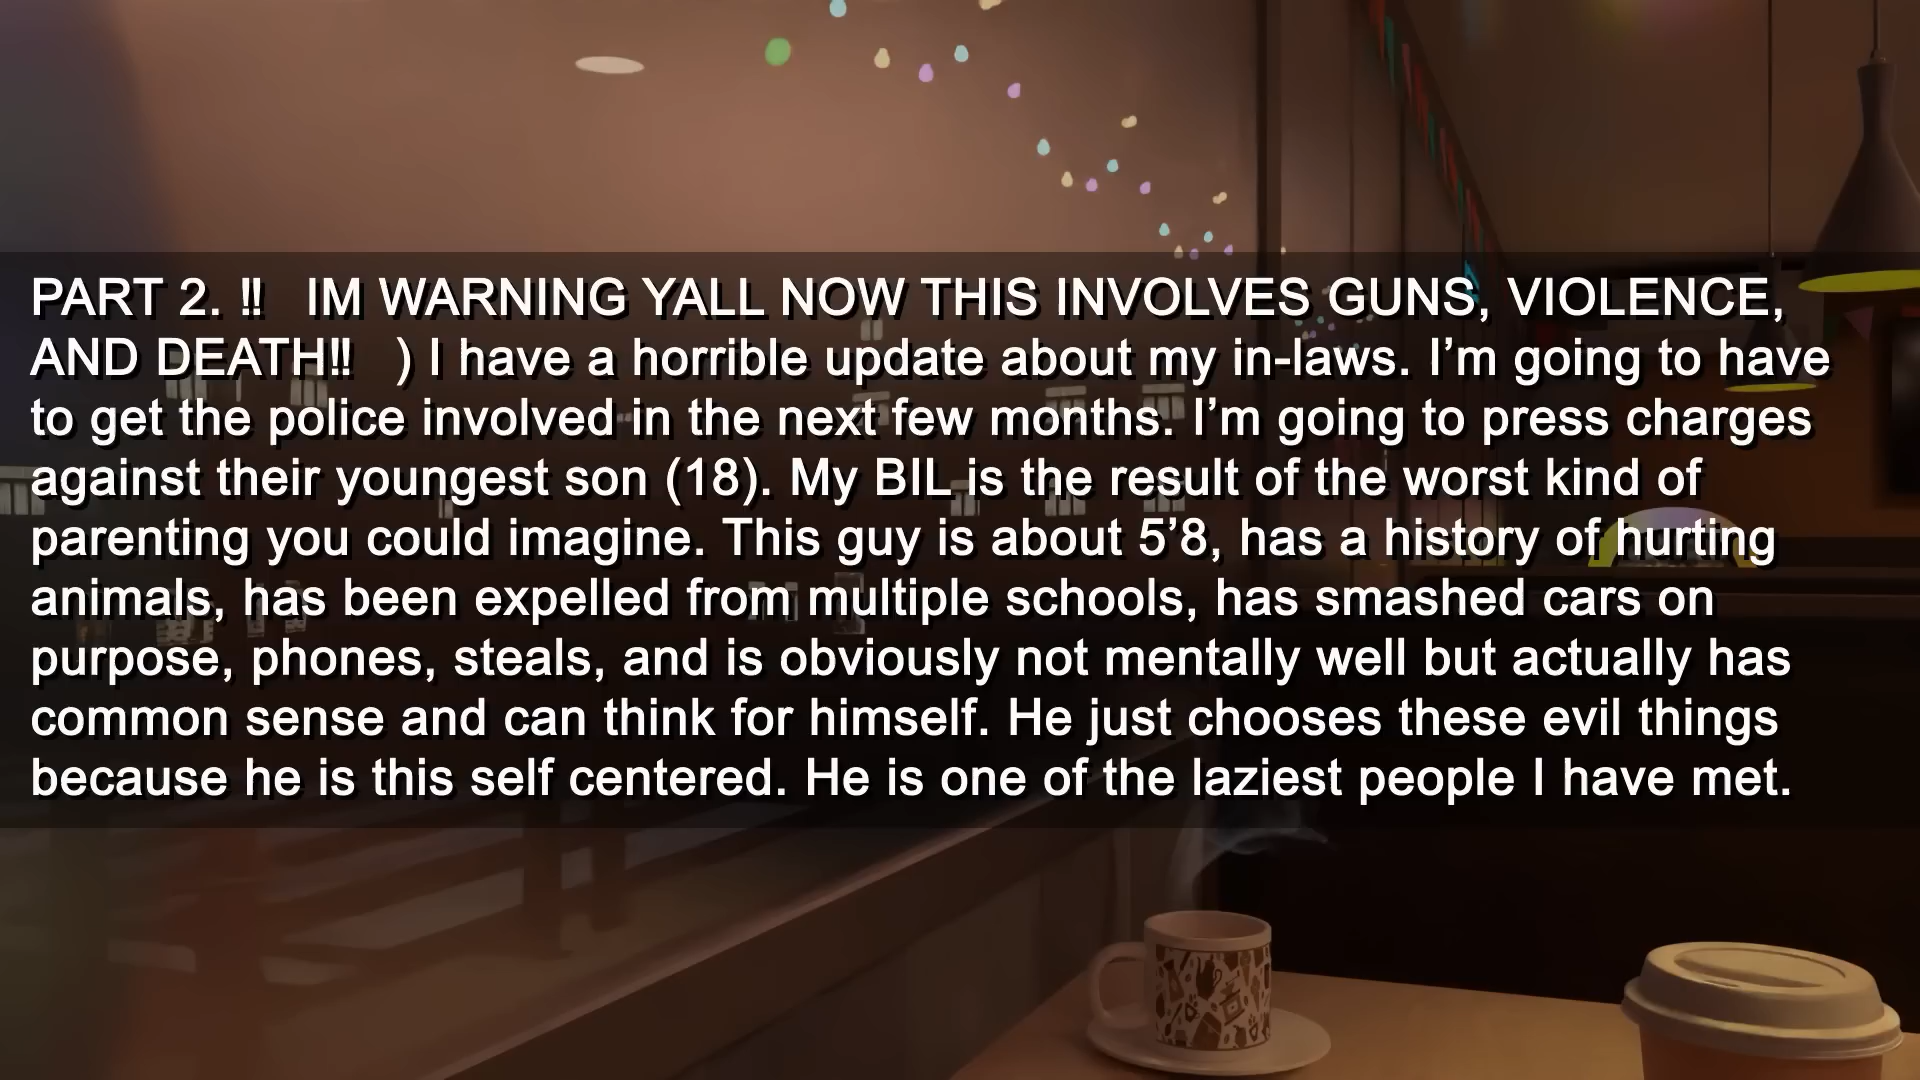 PART 2. ‼ IM WARNING YALL NOW THIS INVOLVES GUNS, VIOLENCE,
AND DEATH‼ ) I have a horrible update about my in-laws. I’m going to have
to get the police involved in the next few months. I’m going to press charges
against their youngest son (18). My BIL is the result of the worst kind of
parenting you could imagine. This guy is about 5’8, has a history of hurting
animals, has been expelled from multiple schools, has smashed cars on
purpose, phones, steals, and is obviously not mentally well but actually has
common sense and can think for himself. He just chooses these evil things
because he is this self centered. He is one of the laziest people I have met.